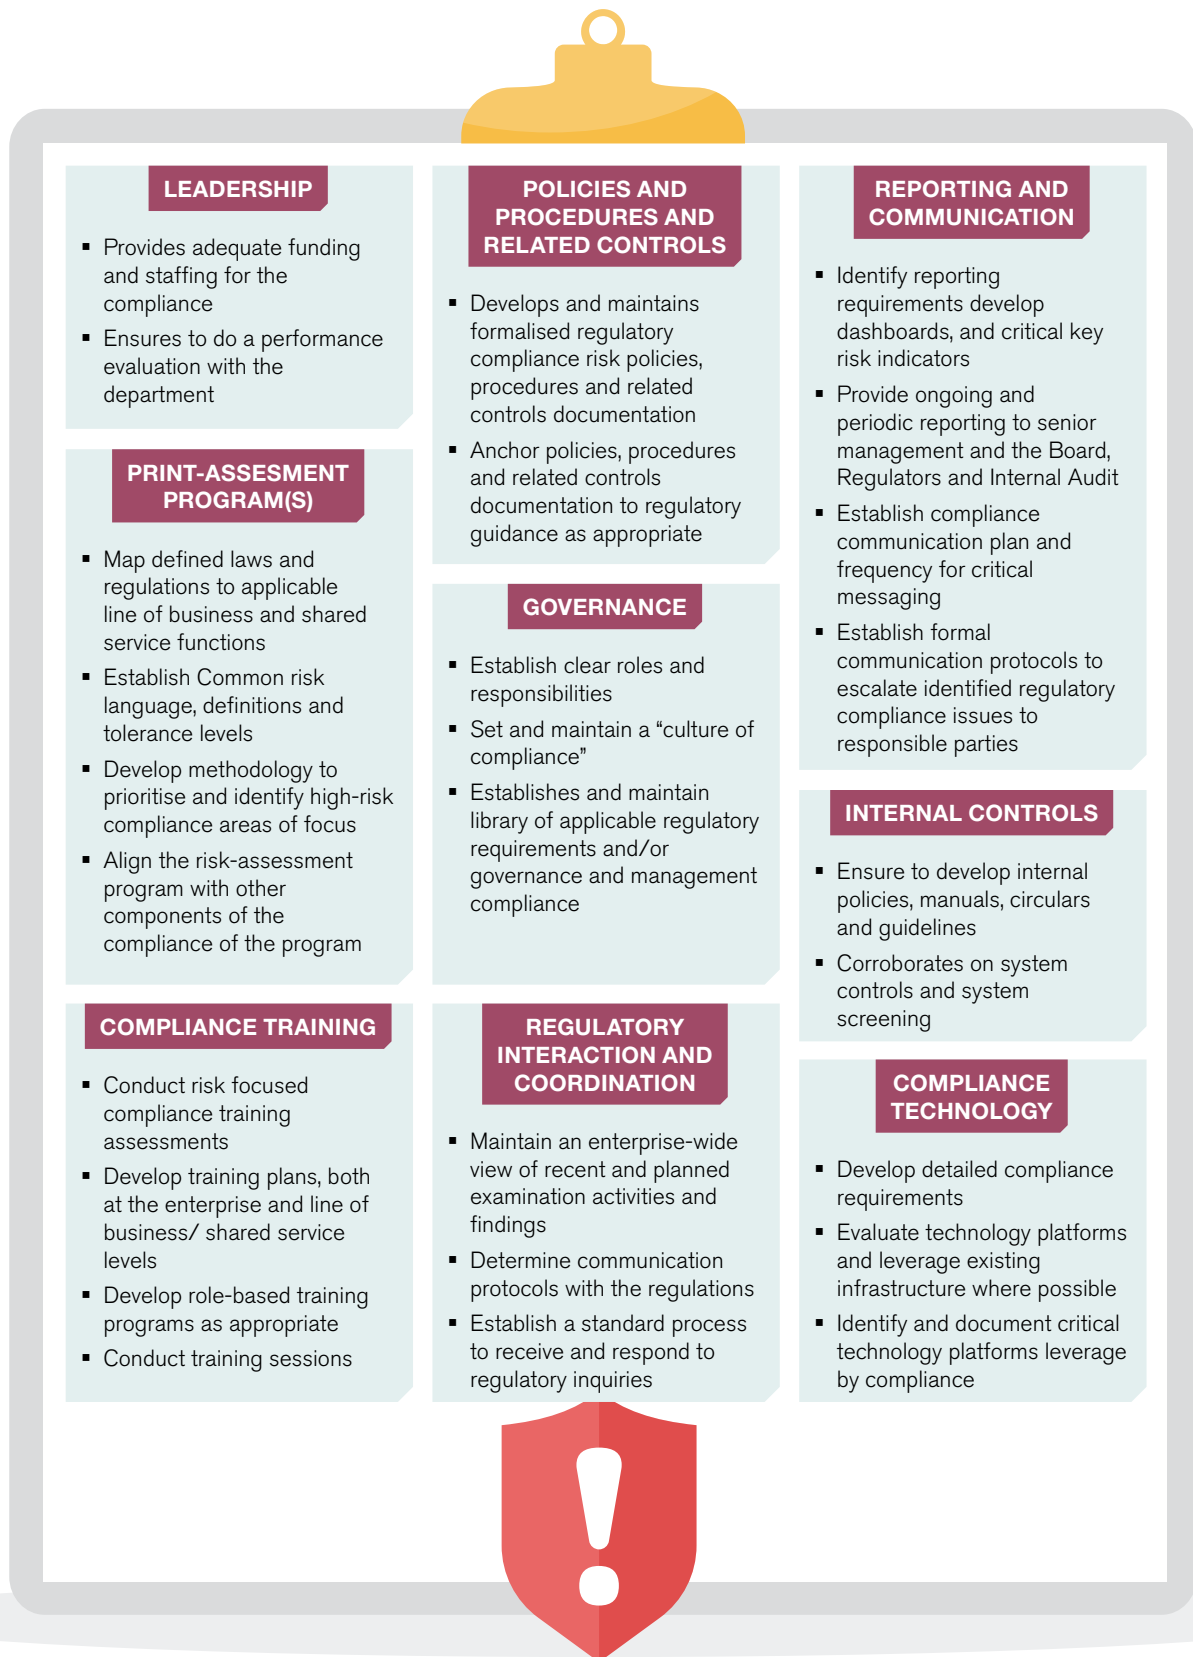 LEADERSHIP
▪ Provides adequate funding
and staffing for the
compliance
▪ Ensures to do a performance
evaluation with the
department
PRINT-ASSESMENT
PROGRAM(S)
▪ Map defined laws and
regulations to applicable
line of business and shared
service functions
▪ Establish Common risk
language, definitions and
tolerance levels
▪ Develop methodology to
prioritise and identify high-risk
compliance areas of focus
▪ Align the risk-assessment
program with other
components of the
compliance of the program
COMPLIANCE TRAINING
▪ Conduct risk focused
compliance training
assessments
▪ Develop training plans, both
at the enterprise and line of
business/ shared service
levels
▪ Develop role-based training
programs as appropriate
▪ Conduct training sessions
POLICIES AND
PROCEDURES AND
RELATED CONTROLS
▪ Develops and maintains
formalised regulatory
compliance risk policies,
procedures and related
controls documentation
▪ Anchor policies, procedures
and related controls
documentation to regulatory
guidance as appropriate
GOVERNANCE
▪ Establish clear roles and
responsibilities
▪ Set and maintain a “culture of
compliance”
▪ Establishes and maintain
library of applicable regulatory
requirements and/or
governance and management
compliance
REGULATORY
INTERACTION AND
COORDINATION
▪ Maintain an enterprise-wide
view of recent and planned
examination activities and
findings
▪ Determine communication
protocols with the regulations
▪ Establish a standard process
to receive and respond to
regulatory inquiries
REPORTING AND
COMMUNICATION
▪ Identify reporting
requirements develop
dashboards, and critical key
risk indicators
▪ Provide ongoing and
periodic reporting to senior
management and the Board,
Regulators and Internal Audit
▪ Establish compliance
communication plan and
frequency for critical
messaging
▪ Establish formal
communication protocols to
escalate identified regulatory
compliance issues to
responsible parties
INTERNAL CONTROLS
▪ Ensure to develop internal
policies, manuals, circulars
and guidelines
▪ Corroborates on system
controls and system
screening
COMPLIANCE
TECHNOLOGY
▪ Develop detailed compliance
requirements
▪ Evaluate technology platforms
and leverage existing
infrastructure where possible
▪ Identify and document critical
technology platforms leverage
by compliance